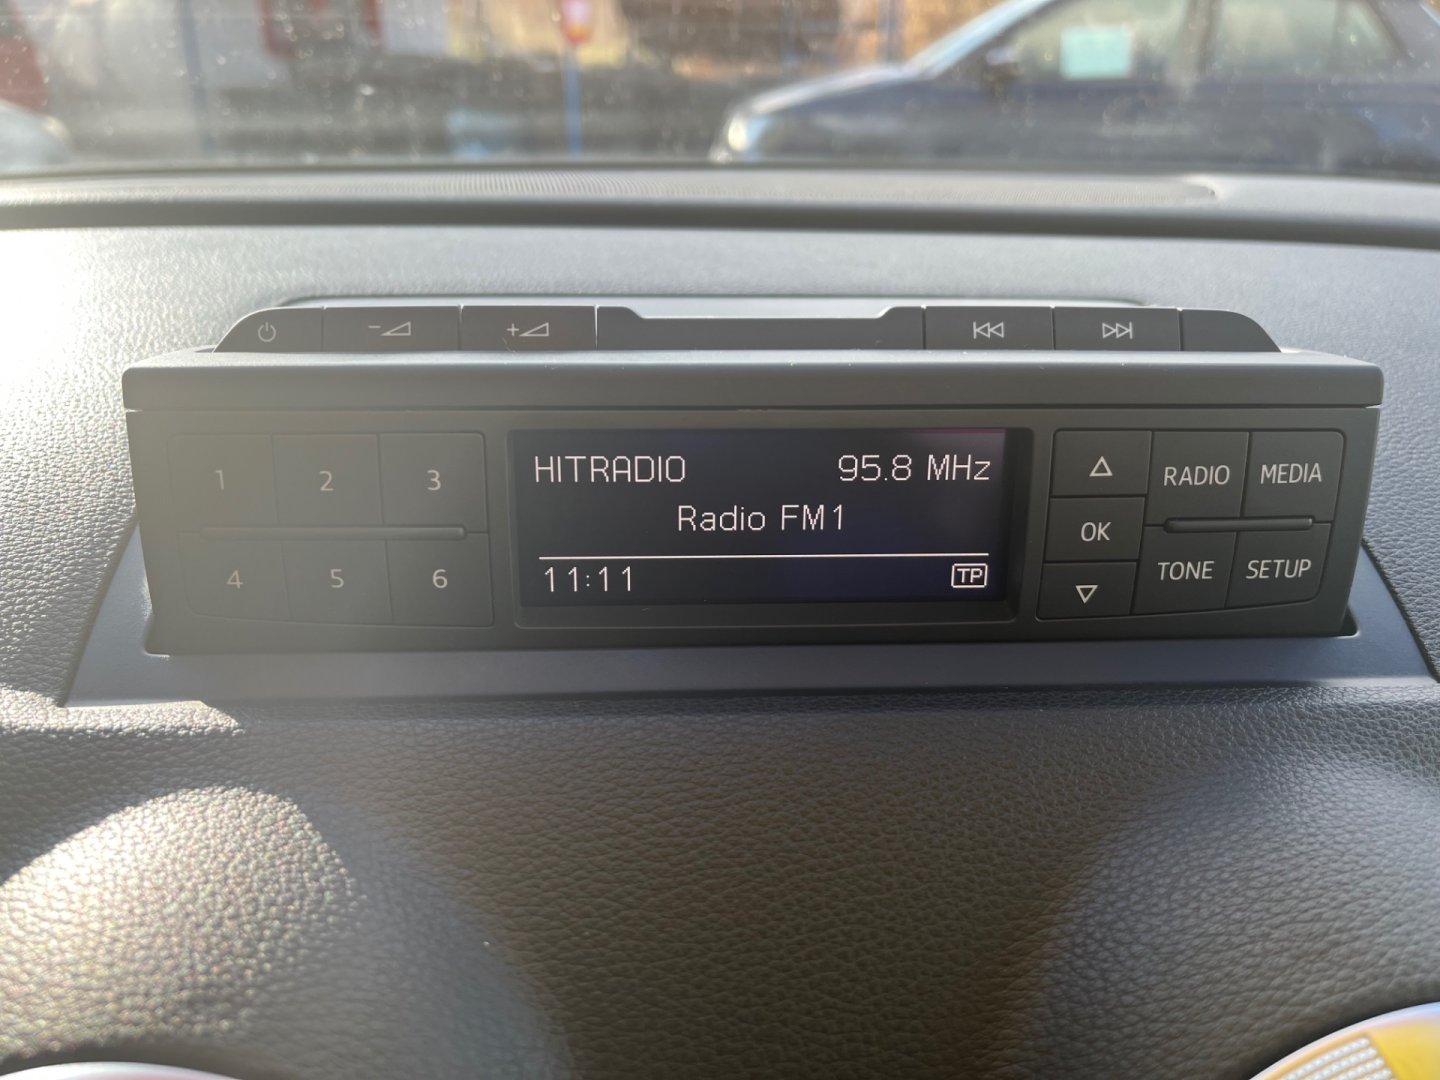 1 2 3
4 5 6
HITRADIO 95.8 MHz
Radio FM1
11:11 TP
OK
RADIO MEDIA
TONE SETUP